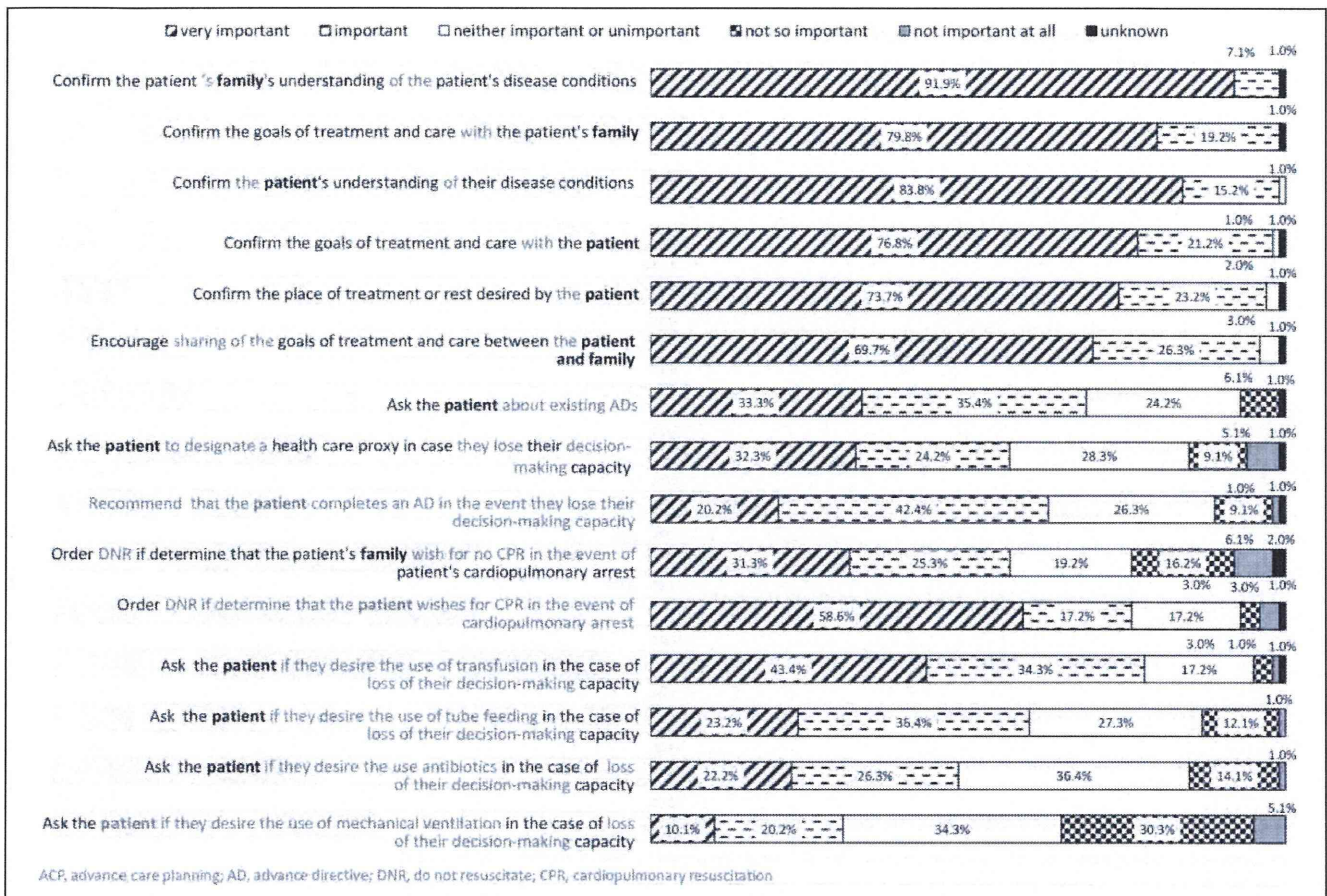 very important important neither important or unimportant not so important not important at all unknown
7.1% 1.0%
Confirm the patient 's family's understanding of the patient's disease conditions
91.9%
1.0%
Confirm the goals of treatment and care with the patient's family
79.8% 19.2%
1.0%
Confirm the patient's understanding of their disease conditions
83.8% 15.2%
1.0% 1.0%
Confirm the goals of treatment and care with the patient
76.8% 21.2%
2.0% 1.0%
Confirm the place of treatment or rest desired by the patient
73.7% 23.2%
3.0% 1.0%
Encourage sharing of the goals of treatment and care between the patient
and family
69.7% 26.3%
6.1% 1.0%
Ask the patient about existing ADs
33.3% 35.4% 24.2%
5.1% 1.0%
Ask the patient to designate a health care proxy in case they lose their decision-
making capacity
32.3% 24.2% 28.3% 9.1%
1.0% 1.0%
Recommend that the patient completes an AD in the event they lose their
decision-making capacity
20.2% 42.4% 26.3% 9.1%
6.1% 2.0%
Order DNR if determine that the patient's family wish for no CPR in the event of
patient's cardiopulmonary arrest
31.3% 25.3% 19.2% 16.2%
3.0% 3.0% 1.0%
Order DNR if determine that the patient wishes for CPR in the event of
cardiopulmonary arrest
58.6% 17.2% 17.2%
3.0% 1.0% 1.0%
Ask the patient if they desire the use of transfusion in the case of
loss of their decision-making capacity
43.4% 34.3% 17.2%
1.0%
Ask the patient if they desire the use of tube feeding in the case of
loss of their decision-making capacity
23.2% 36.4% 27.3% 12.1%
1.0%
Ask the patient if they desire the use antibiotics in the case of loss
of their decision-making capacity
22.2% 26.3% 36.4% 14.1%
5.1%
Ask the patient if they desire the use of mechanical ventilation in the case of loss
of their decision-making capacity
10.1% 20.2% 34.3% 30.3%
ACP, advance care planning; AD, advance directive; DNR, do not resuscitate; CPR, cardiopulmonary resuscitation